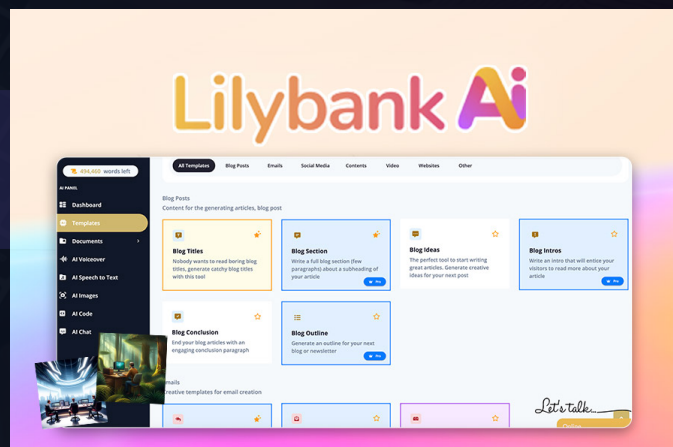 Lilybank Ai
494,460 words left
All Templates Blog Posts Emails Social Media Contents Video Websites Other
AI PANEL
Dashboard
Templates
Documents
AI Voiceover
AI Speech to Text
AI Images
AI Code
AI Chat
Blog Posts
Content for the generating articles, blog post
Blog Titles
Nobody wants to read boring blog
titles, generate catchy blog titles
with this tool
Blog Section
Write a full blog section (few
paragraphs) about a subheading of
your article
Pro
Blog Ideas
The perfect tool to start writing
great articles. Generate creative
ideas for your next post
Blog Intros
Write an intro that will entice your
visitors to read more about your
article
Pro
Blog Conclusion
End your blog articles with an
engaging conclusion paragraph
Blog Outline
Generate an outline for your next
blog or newsletter
Pro
mails
reative templates for email creation
Let's talk
Online